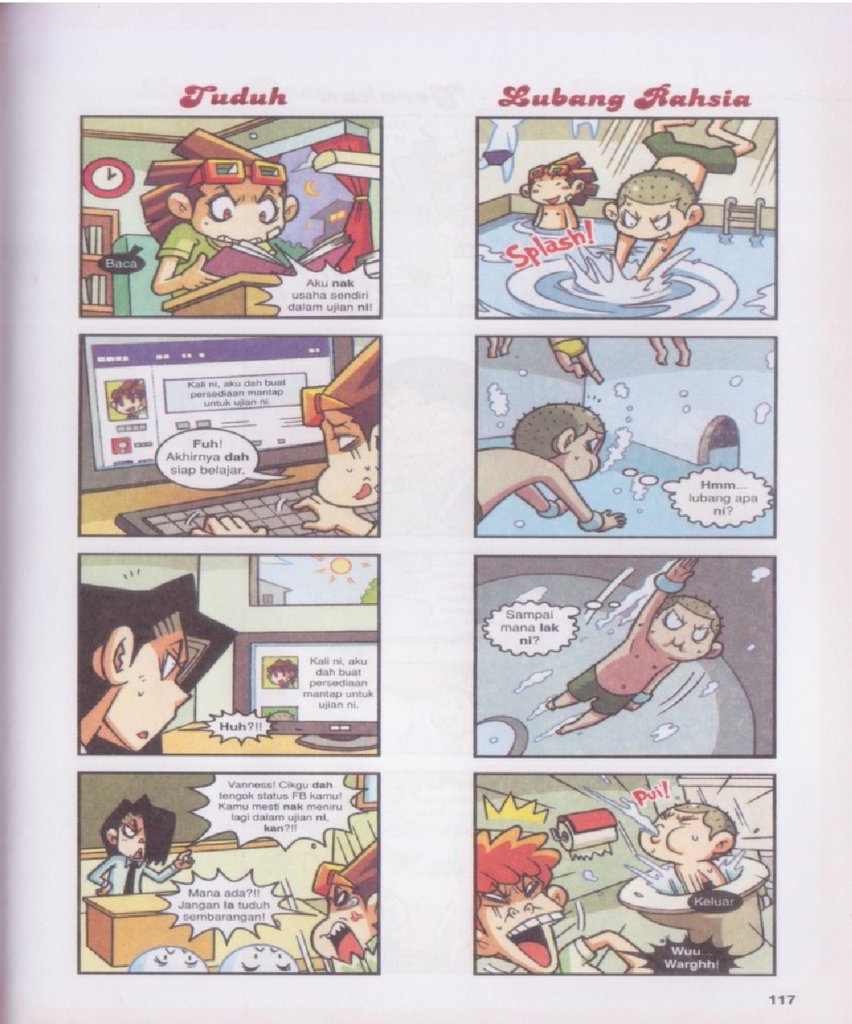 Tuduh
Baca
Aku nak
usaha sendiri
dalam ujian ni!
Kali ni, aku dah buat
persediaan mantap
untuk ujian ni.
Fuh!
Akhirnya dah
siap belajar.
Kali ni, aku
dah buat
persediaan
mantap untuk
ujian ni.
Huh?!!
Vanness! Cikgu dah
tengok status FB kamu!
Kamu mesti nak meniru
lagi dalam ujian ni,
kan?!!
Mana ada?!!
Jangan la tuduh
sembarangan!
Lubang Rahsia
Splash!
Hmm...
lubang apa
ni?
Sampai
mana lak
ni?
Pui!
Keluar
Wuu...
Warghh!
117